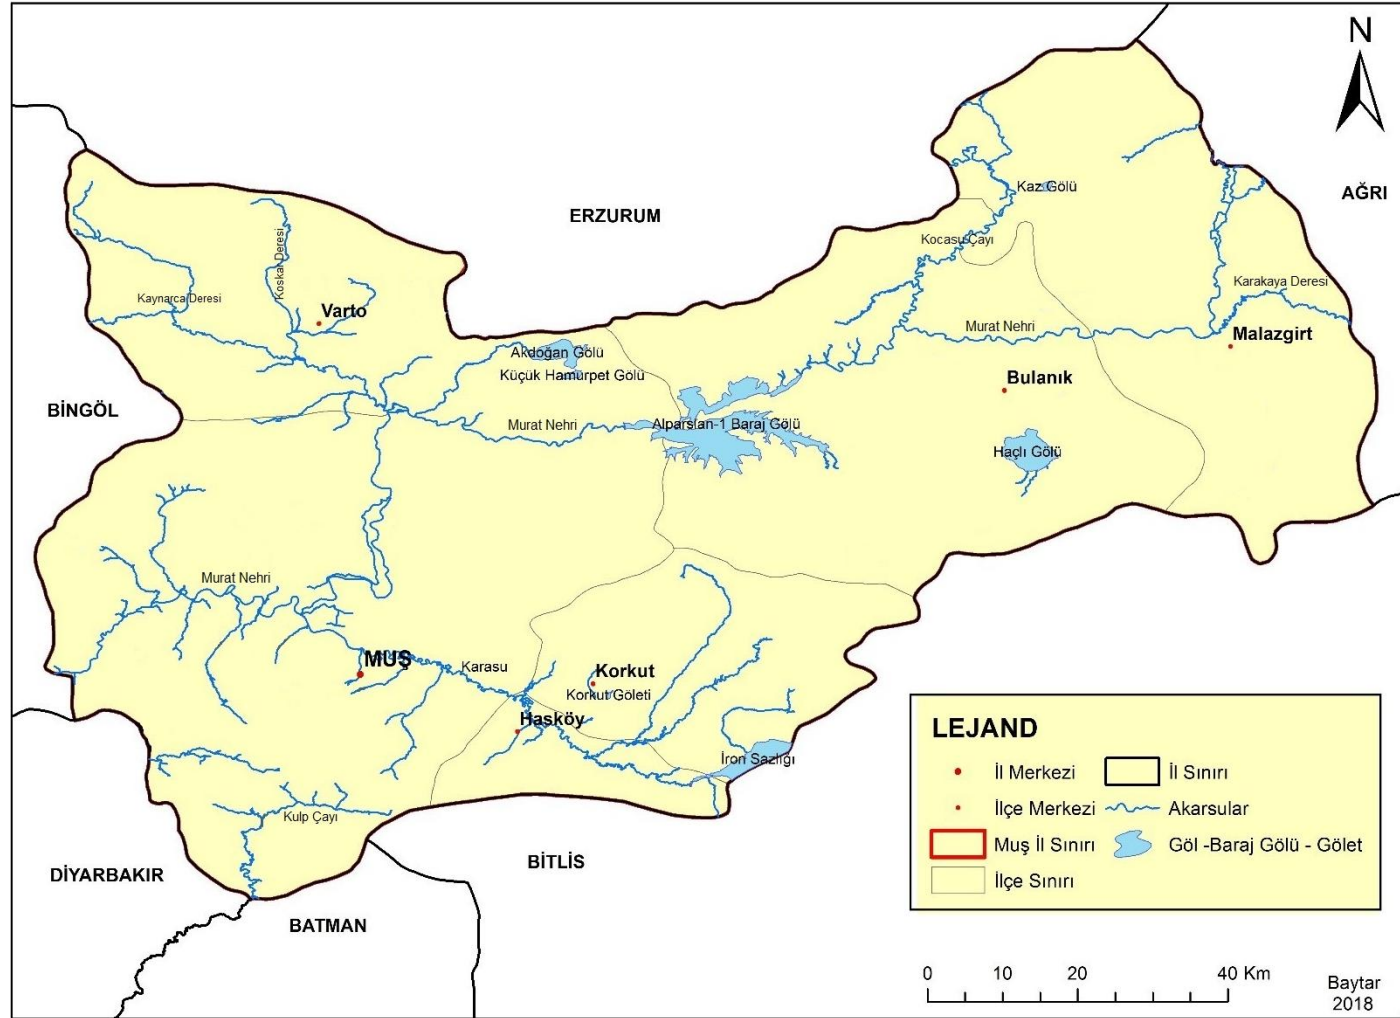 N
AĞRI
ERZURUM
Kaz Gölü
Kocasu Çayı
Koskar Deresi
Kaynarca Deresi
Karakaya Deresi
Varto
Murat Nehri
Malazgirt
Akdoğan Gölü
Küçük Hamurpet Gölü
Bulanık
BİNGÖL
Murat Nehri
Alparslan-1 Baraj Gölü
Haçlı Gölü
Murat Nehri
MUŞ
Karasu
Korkut
Korkut Göleti
Hasköy
İron Sazlığı
Kulp Çayı
DİYARBAKIR
BİTLİS
BATMAN
LEJAND
İl Merkezi
İl Sınırı
İlçe Merkezi
Akarsular
Muş İl Sınırı
Göl -Baraj Gölü - Gölet
İlçe Sınırı
0 10 20 40 Km
Baytar
2018